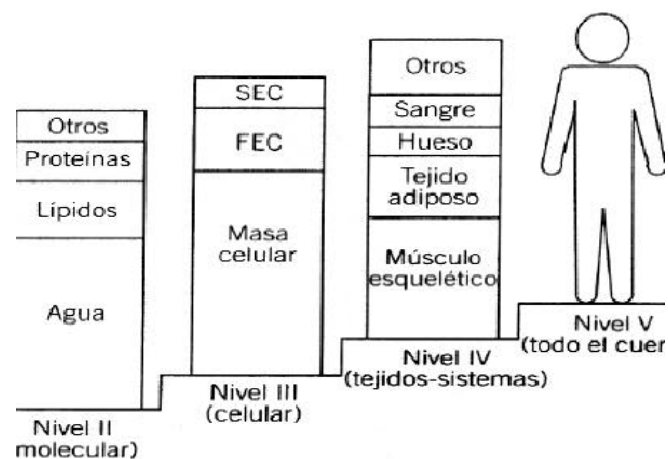 Otros
Proteínas
Lípidos
Agua
Nivel II
molecular)
SEC
FEC
Masa
celular
Nivel III
(celular)
Otros
Sangre
Hueso
Tejido
adiposo
Músculo
esquelético
Nivel IV
(tejidos-sistemas)
Nivel V
(todo el cuer